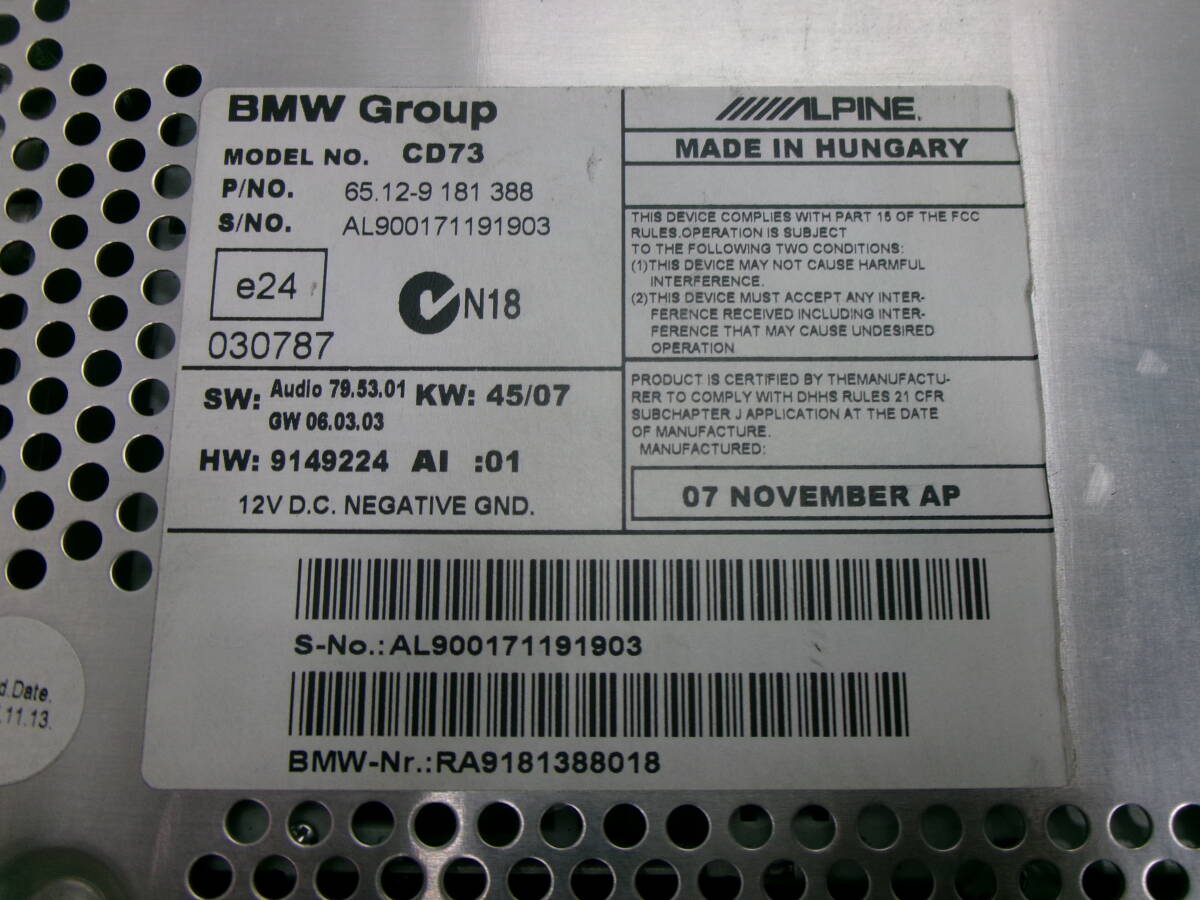 BMW Group
MODEL NO. CD73
P/NO. 65.12-9 181 388
S/NO. AL900171191903
e24
N18
030787
SW: Audio 79.53.01 KW: 45/07
GW 06.03.03
HW: 9149224 AI :01
12V D.C. NEGATIVE GND.
ALPINE.
MADE IN HUNGARY
THIS DEVICE COMPLIES WITH PART 15 OF THE FCC
RULES.OPERATION IS SUBJECT
TO THE FOLLOWING TWO CONDITIONS:
(1)THIS DEVICE MAY NOT CAUSE HARMFUL
INTERFERENCE.
(2)THIS DEVICE MUST ACCEPT ANY INTER-
FERENCE RECEIVED INCLUDING INTER-
FERENCE THAT MAY CAUSE UNDESIRED
OPERATION
PRODUCT IS CERTIFIED BY THEMANUFACTU-
RER TO COMPLY WITH DHHS RULES 21 CFR
SUBCHAPTER J APPLICATION AT THE DATE
OF MANUFACTURE.
MANUFACTURED:
07 NOVEMBER AP
S-No.:AL900171191903
BMW-Nr.:RA9181388018
d.Date.
.11.13.